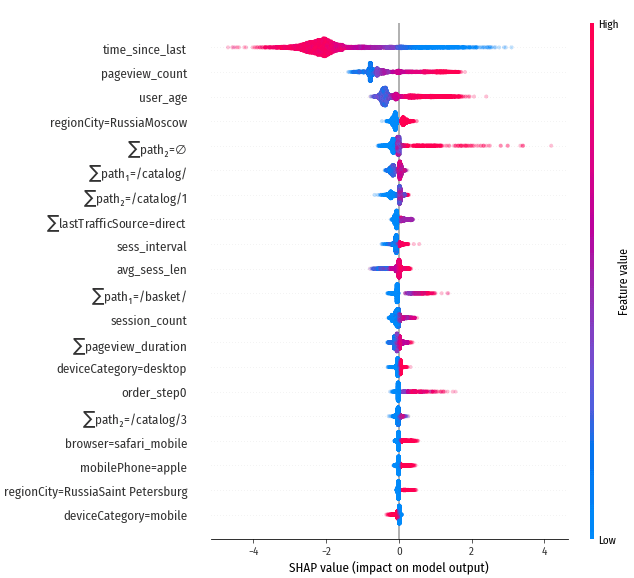 High
time_since_last
pageview_count
user_age
regionCity=RussiaMoscow
∑path₂=∅
∑path₁=/catalog/
∑path₂=/catalog/1
∑lastTrafficSource=direct
sess_interval
avg_sess_len
∑path₁=/basket/
session_count
∑pageview_duration
deviceCategory=desktop
order_step0
∑path₂=/catalog/3
browser=safari_mobile
mobilePhone=apple
regionCity=RussiaSaint Petersburg
deviceCategory=mobile
Feature value
Low
−4 −2 0 2 4
SHAP value (impact on model output)